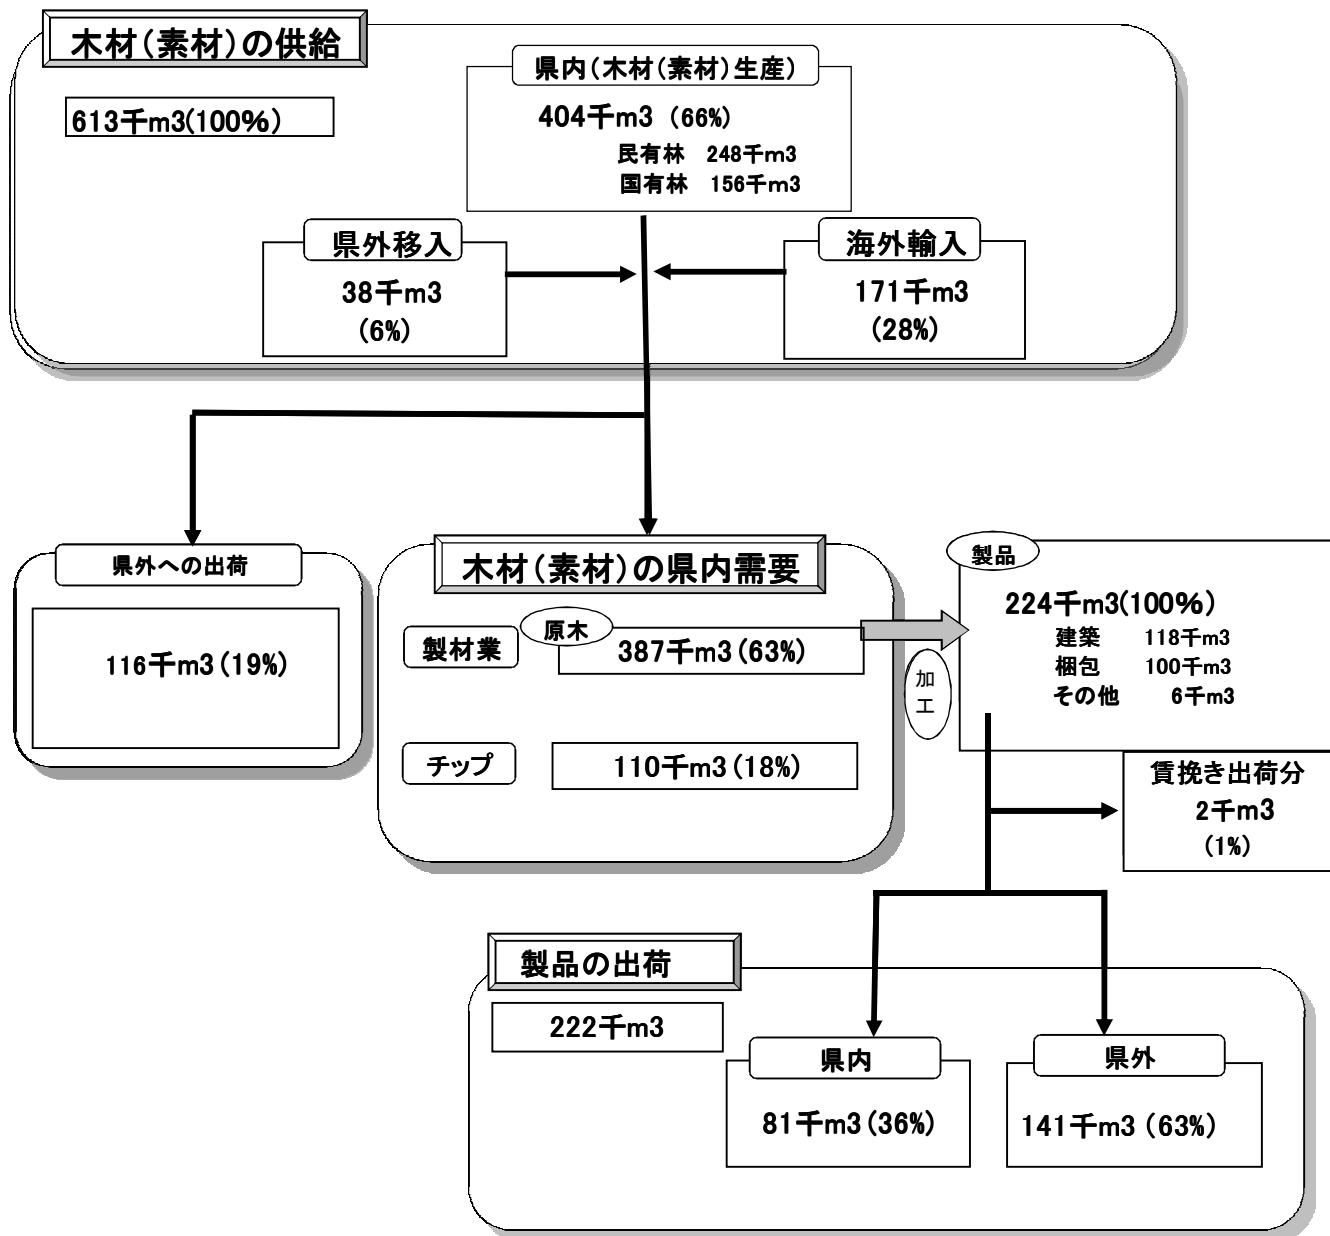 木材(素材)の供給
613千m3(100%)
県内(木材(素材)生産)
404千m3 (66%)
民有林 248千m3
国有林 156千m3
県外移入
38千m3
(6%)
海外輸入
171千m3
(28%)
県外への出荷
116千m3(19%)
木材(素材)の県内需要
製材業
原木
387千m3(63%)
チップ
110千m3(18%)
加
工
製品
224千m3(100%)
建築 118千m3
梱包 100千m3
その他 6千m3
賃挽き出荷分
2千m3
(1%)
製品の出荷
222千m3
県内
81千m3(36%)
県外
141千m3 (63%)